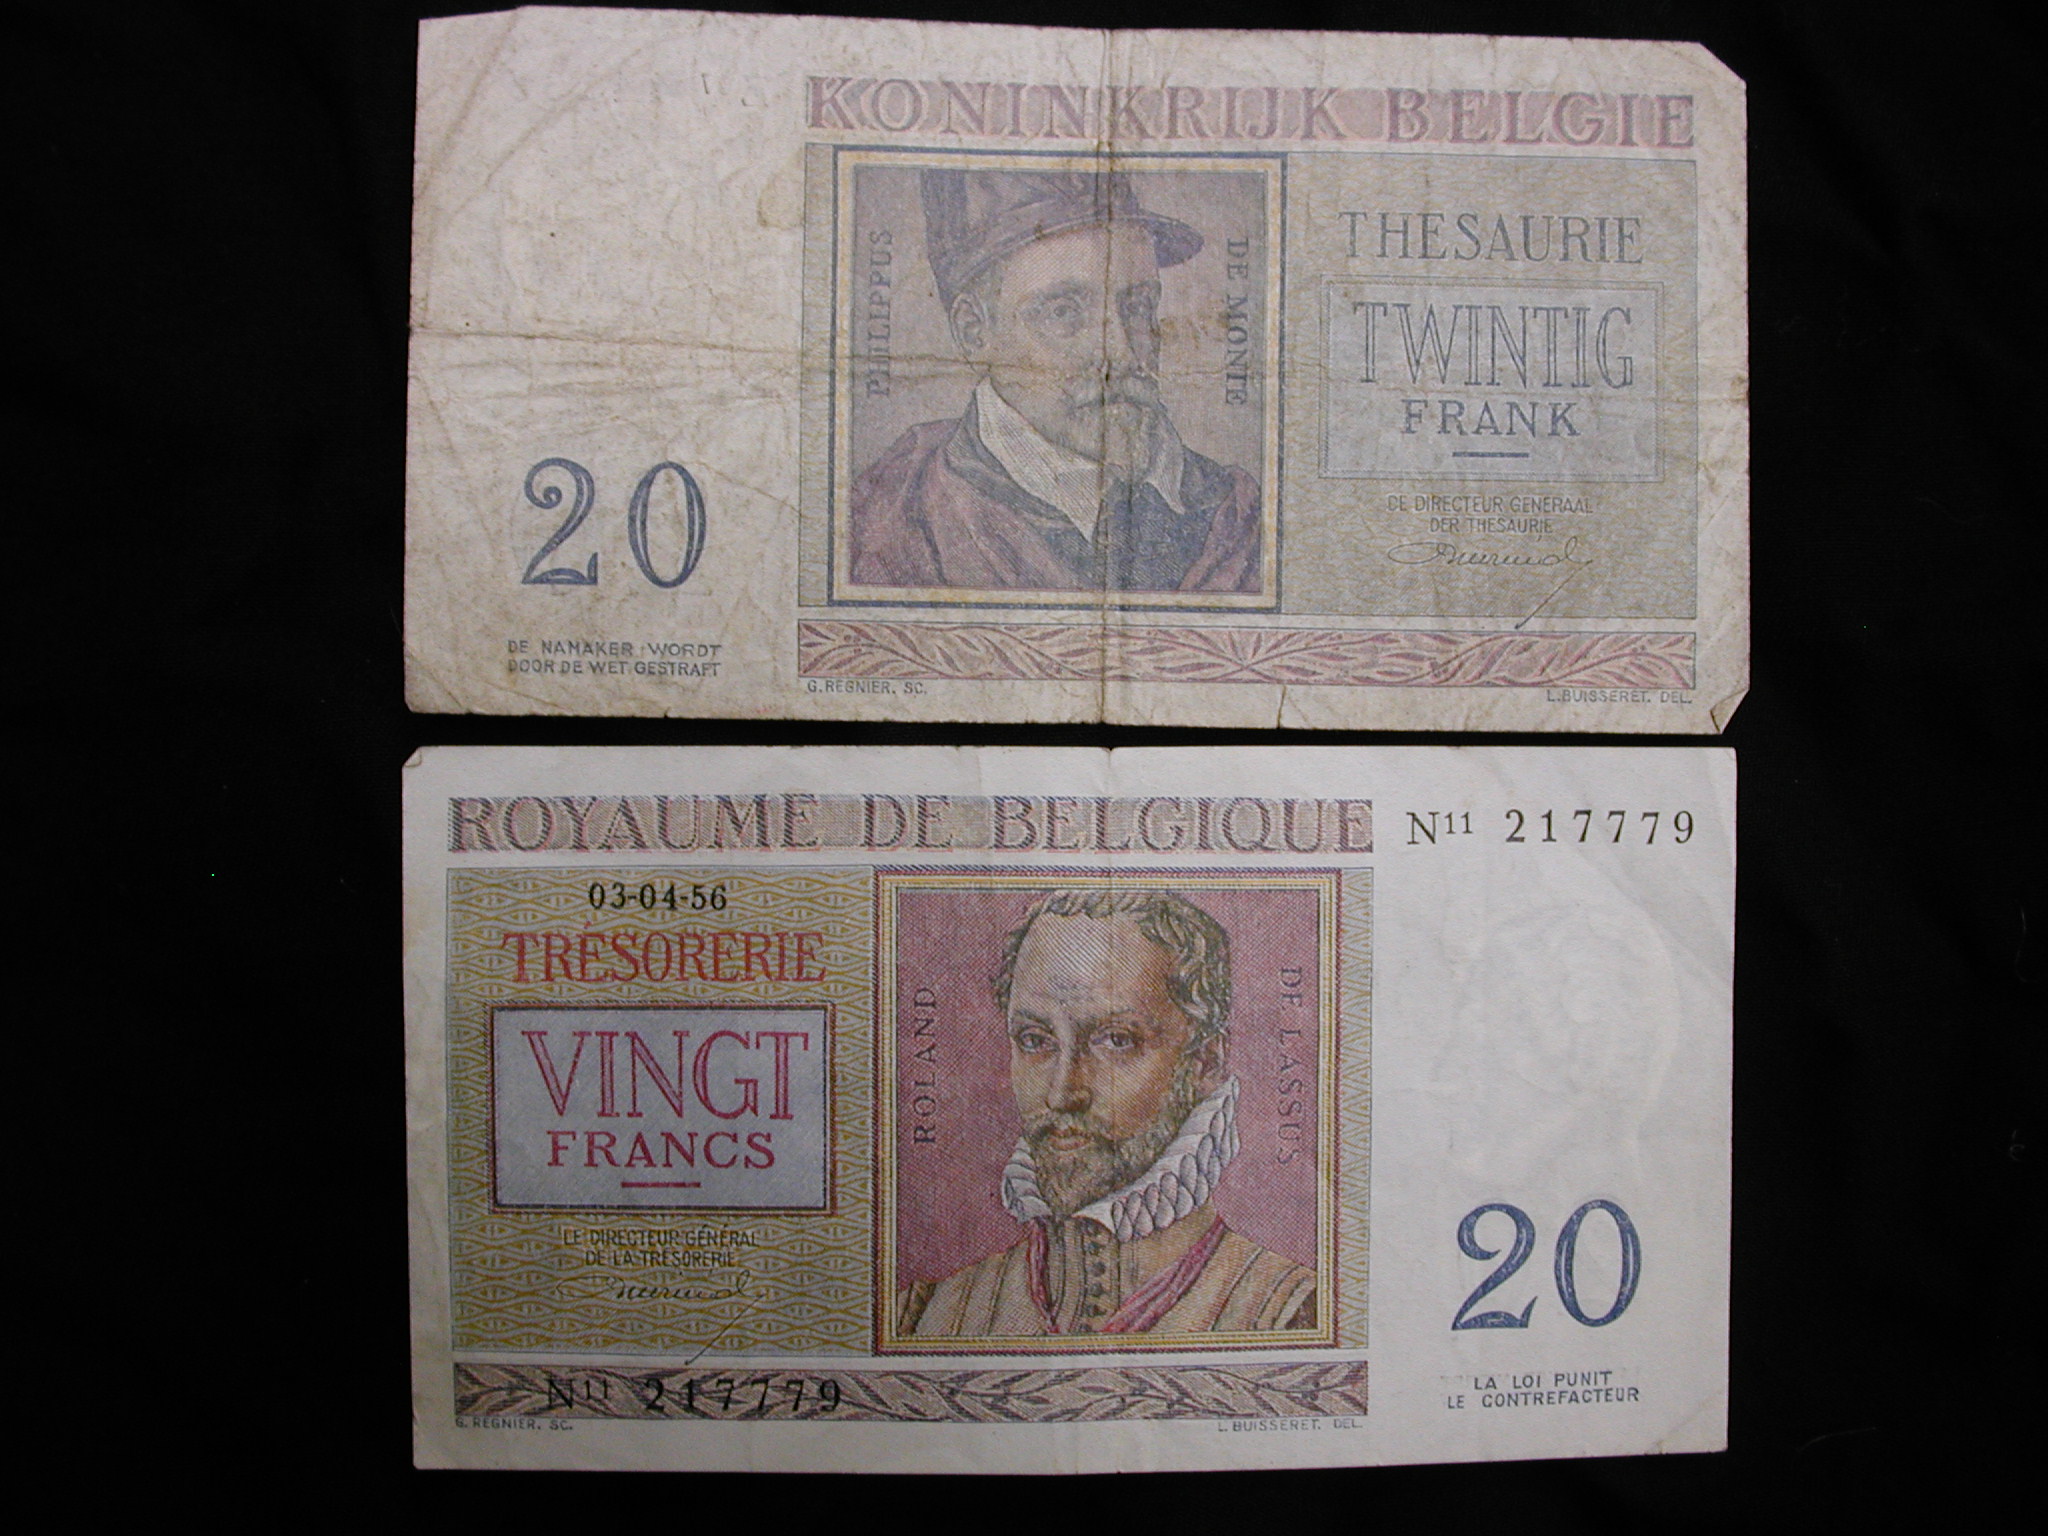 KONINKRIJK BELGIE
PHILIPPUS
DE MONTE
THESAURIE
TWINTIG
FRANK
DE DIRECTEUR GENERAAL
DER THESAURIE
20
DE NAMAKER WORDT
DOOR DE WET GESTRAFT
G. REGNIER, SC.
L. BUISSERET. DEL.
ROYAUME DE BELGIQUE
N11 217779
03-04-56
TRÉSORERIE
VINGT
FRANCS
LE DIRECTEUR GÉNÉRAL
DE LA TRÉSORERIE
ROLAND
DE LASSUS
20
LA LOI PUNIT
LE CONTREFACTEUR
N11 217779
G. REGNIER, SC.
L. BUISSERET. DEL.